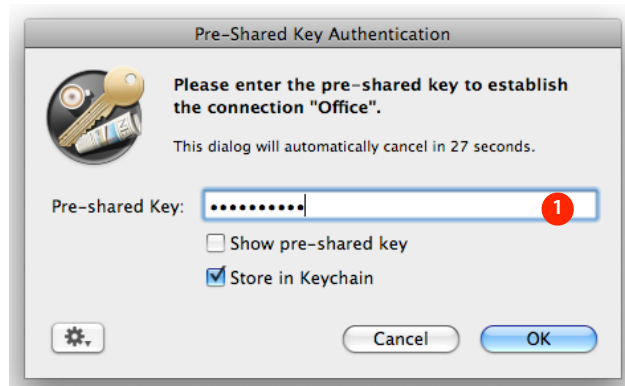 Pre-Shared Key Authentication
Please enter the pre-shared key to establish
the connection "Office".
This dialog will automatically cancel in 27 seconds.
Pre-shared Key: ••••••••••
1
Show pre-shared key
Store in Keychain
Cancel OK